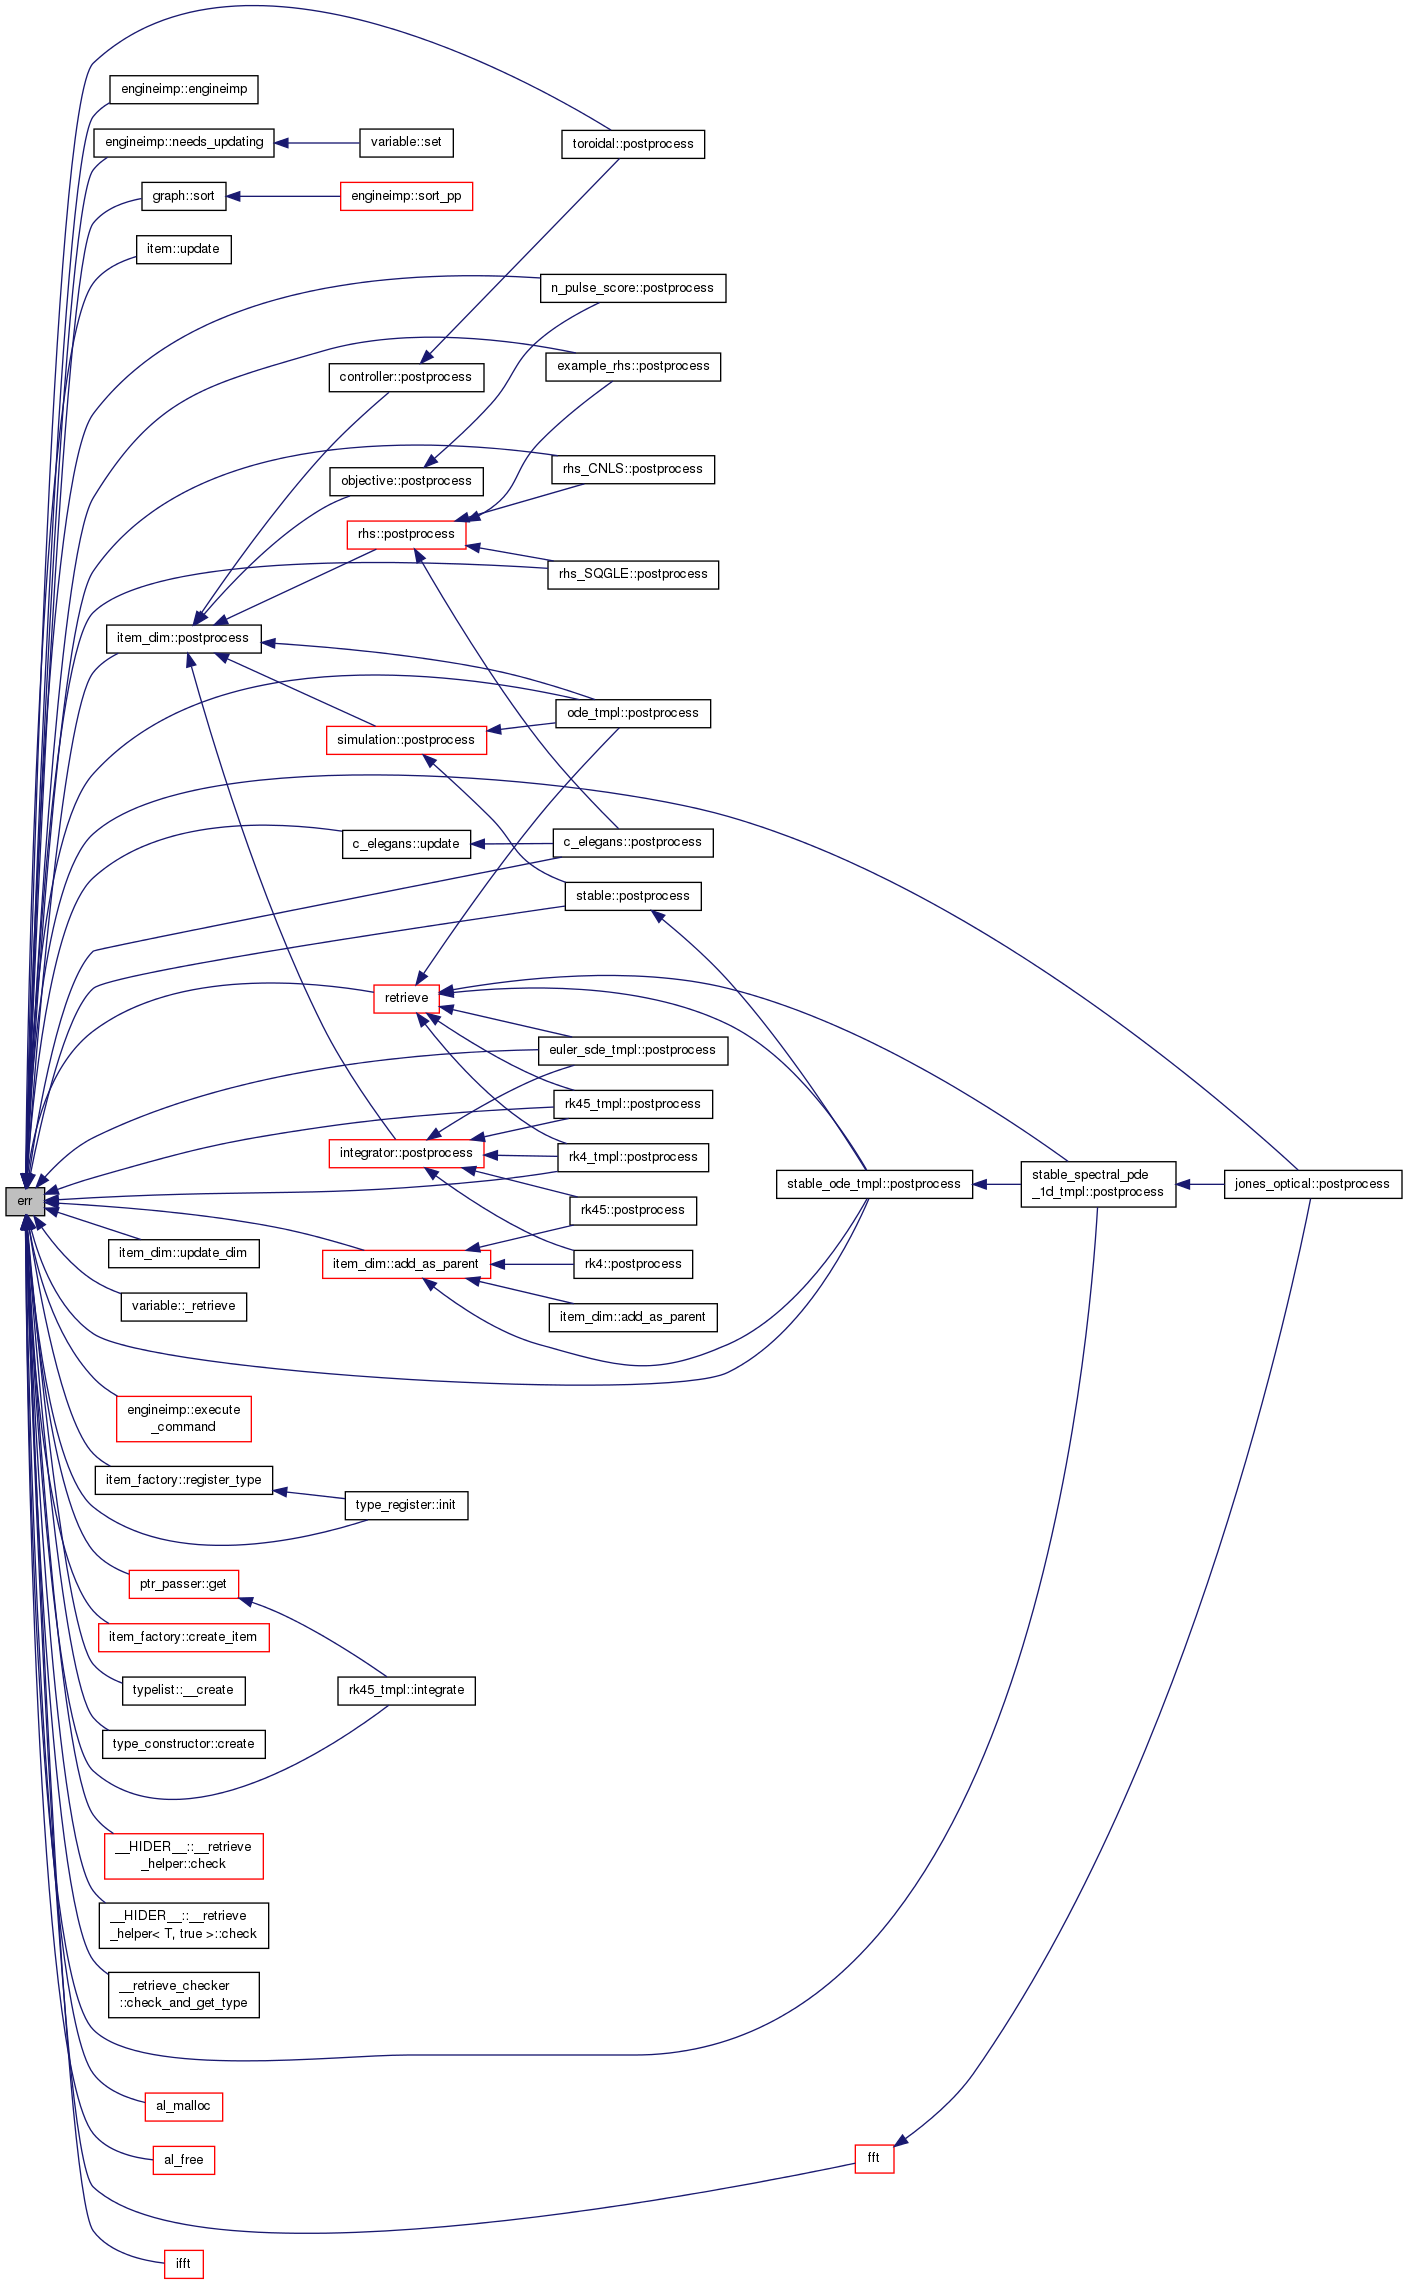 engineimp::engineimp
toroidal::postprocess
engineimp::needs_updating
variable::set
graph::sort
engineimp::sort_pp
item::update
n_pulse_score::postprocess
example_rhs::postprocess
controller::postprocess
rhs_CNLS::postprocess
objective::postprocess
rhs::postprocess
rhs_SQGLE::postprocess
item_dim::postprocess
ode_tmpl::postprocess
simulation::postprocess
c_elegans::update
c_elegans::postprocess
stable::postprocess
retrieve
euler_sde_tmpl::postprocess
rk45_tmpl::postprocess
integrator::postprocess
rk4_tmpl::postprocess
stable_ode_tmpl::postprocess
stable_spectral_pde
_1d_tmpl::postprocess
jones_optical::postprocess
err
rk45::postprocess
item_dim::update_dim
item_dim::add_as_parent
rk4::postprocess
variable::_retrieve
item_dim::add_as_parent
engineimp::execute
_command
item_factory::register_type
type_register::init
ptr_passer::get
item_factory::create_item
typelist::__create
rk45_tmpl::integrate
type_constructor::create
__HIDER__::__retrieve
_helper::check
__HIDER__::__retrieve
_helper< T, true >::check
__retrieve_checker
::check_and_get_type
al_malloc
al_free
fft
ifft